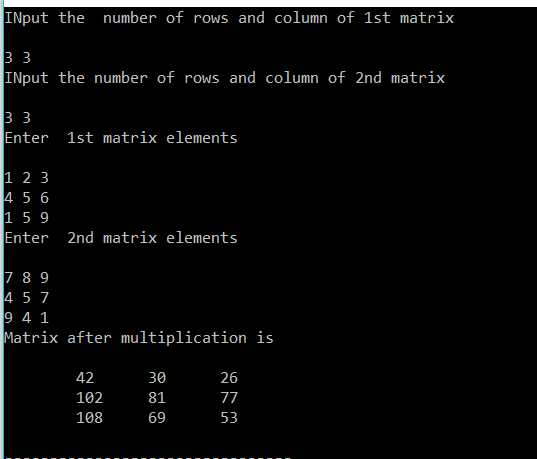 INput the  number of rows and column of 1st matrix
3 3
INput the number of rows and column of 2nd matrix
3 3
Enter  1st matrix elements
1 2 3
4 5 6
1 5 9
Enter  2nd matrix elements
7 8 9
4 5 7
9 4 1
Matrix after multiplication is
42 30 26
102 81 77
108 69 53
--------------------------------